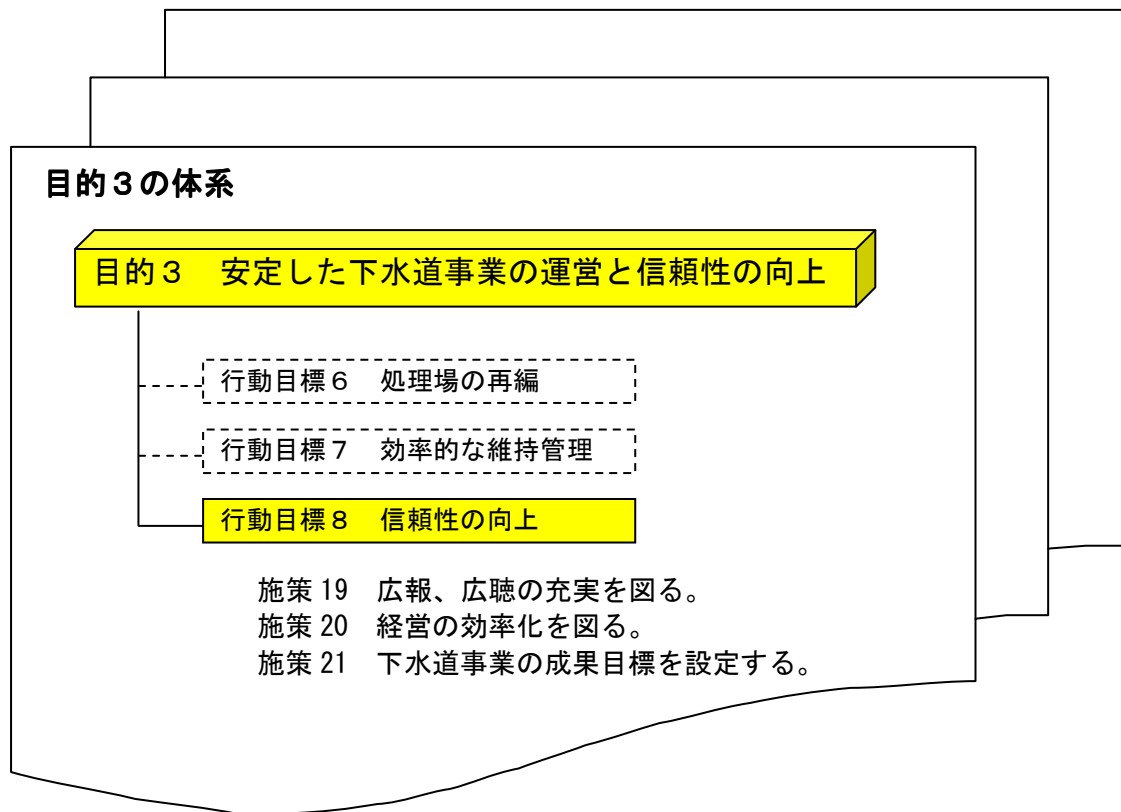 目的３の体系
目的３　安定した下水道事業の運営と信頼性の向上
行動目標６　処理場の再編
行動目標７　効率的な維持管理
行動目標８　信頼性の向上
施策 19　広報、広聴の充実を図る。
施策 20　経営の効率化を図る。
施策 21　下水道事業の成果目標を設定する。